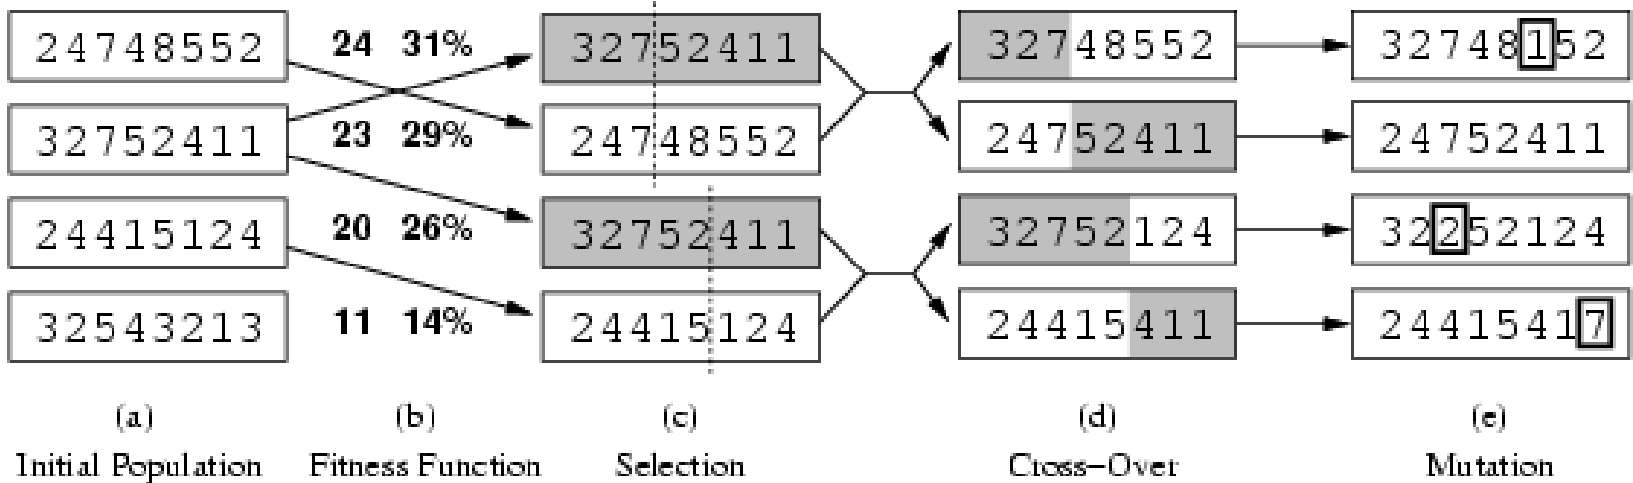 24748552 24 31% 32752411 32748552 32748152
32752411 23 29% 24748552 24752411 24752411
24415124 20 26% 32752411 32752124 32252124
32543213 11 14% 24415124 24415411 24415417
(a) (b) (c) (d) (e)
Initial Population Fitness Function Selection Cross-Over Mutation